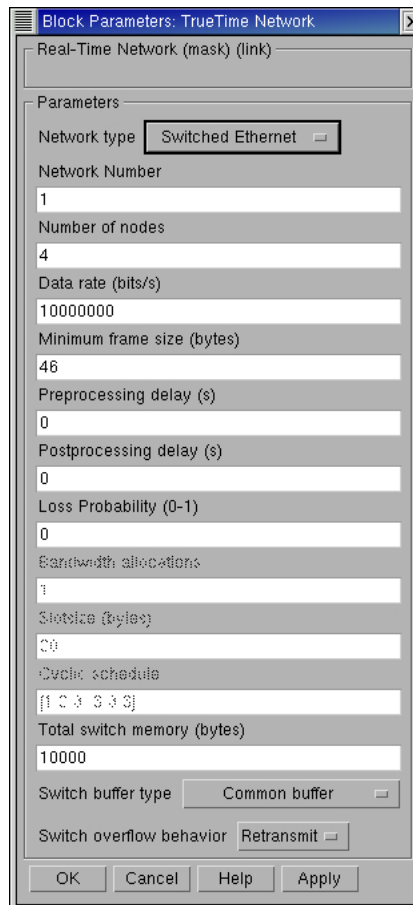 Block Parameters: TrueTime Network
Real-Time Network (mask) (link)
Parameters
Network type Switched Ethernet
Network Number
1
Number of nodes
4
Data rate (bits/s)
10000000
Minimum frame size (bytes)
46
Preprocessing delay (s)
0
Postprocessing delay (s)
0
Loss Probability (0-1)
0
Bandwidth allocations
1
Slotsize (bytes)
Cyclic schedule
Total switch memory (bytes)
10000
Switch buffer type Common buffer
Switch overflow behavior Retransmit
OK Cancel Help Apply